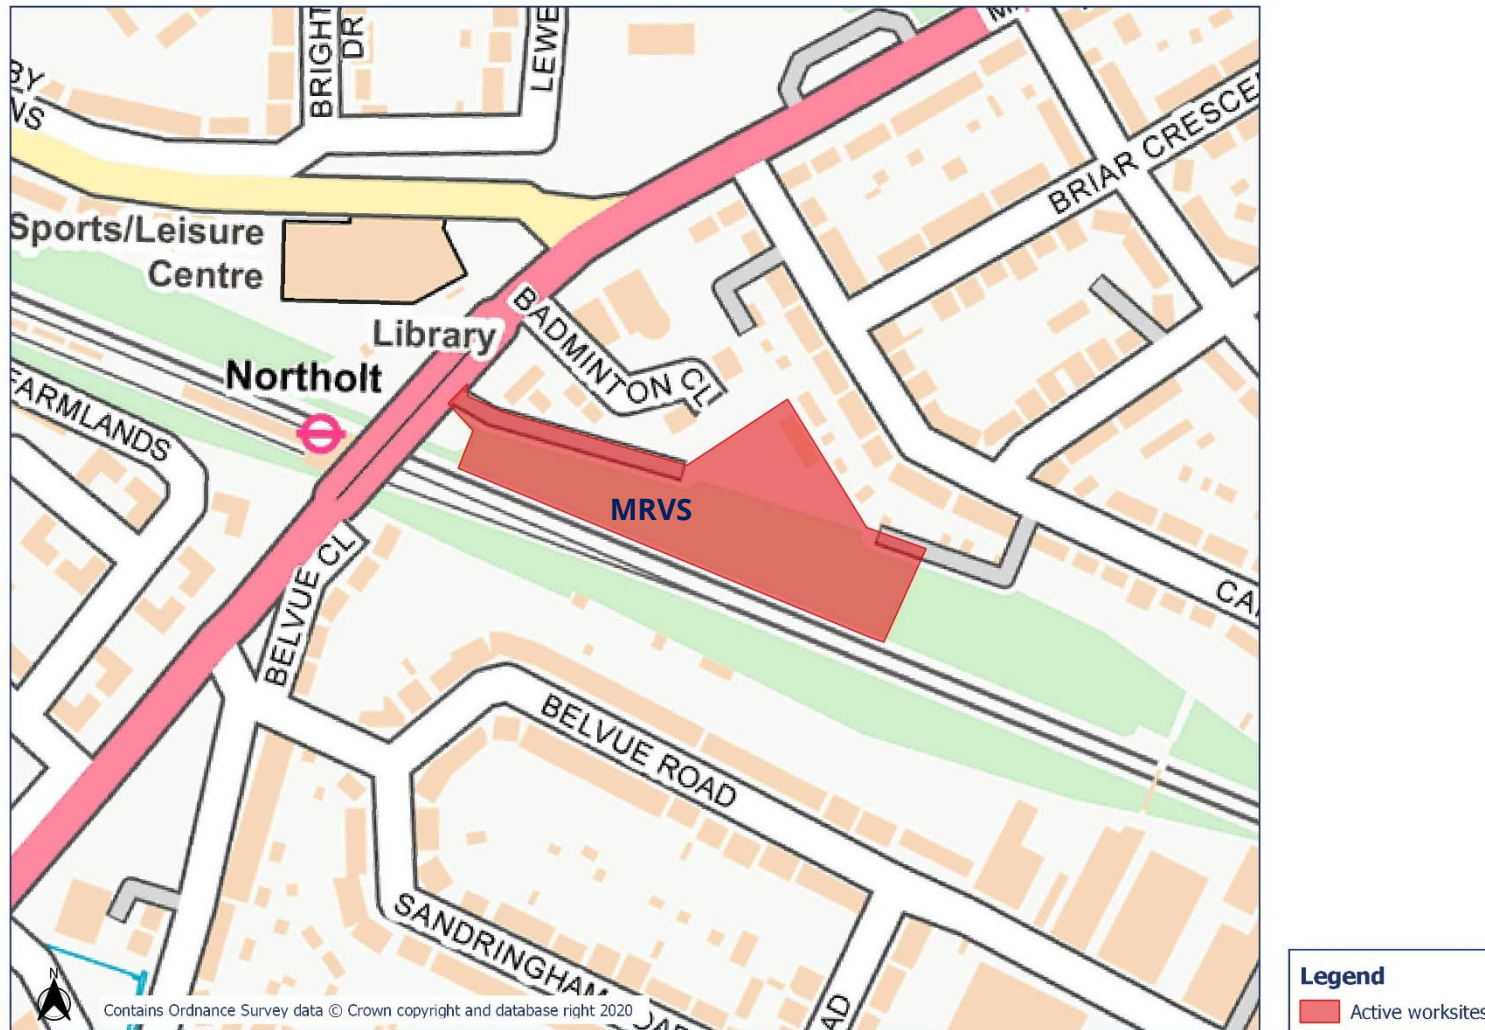 BRIGHT
DR
LEWE
BY
NS
BRIAR CRESCE
Sports/Leisure
Centre
BADMINTON CL
Library
Northolt
FARMLANDS
MRVS
BELVUE CL
CA
BELVUE ROAD
SANDRINGHAM
AD
N
Contains Ordnance Survey data © Crown copyright and database right 2020
Legend
Active worksites